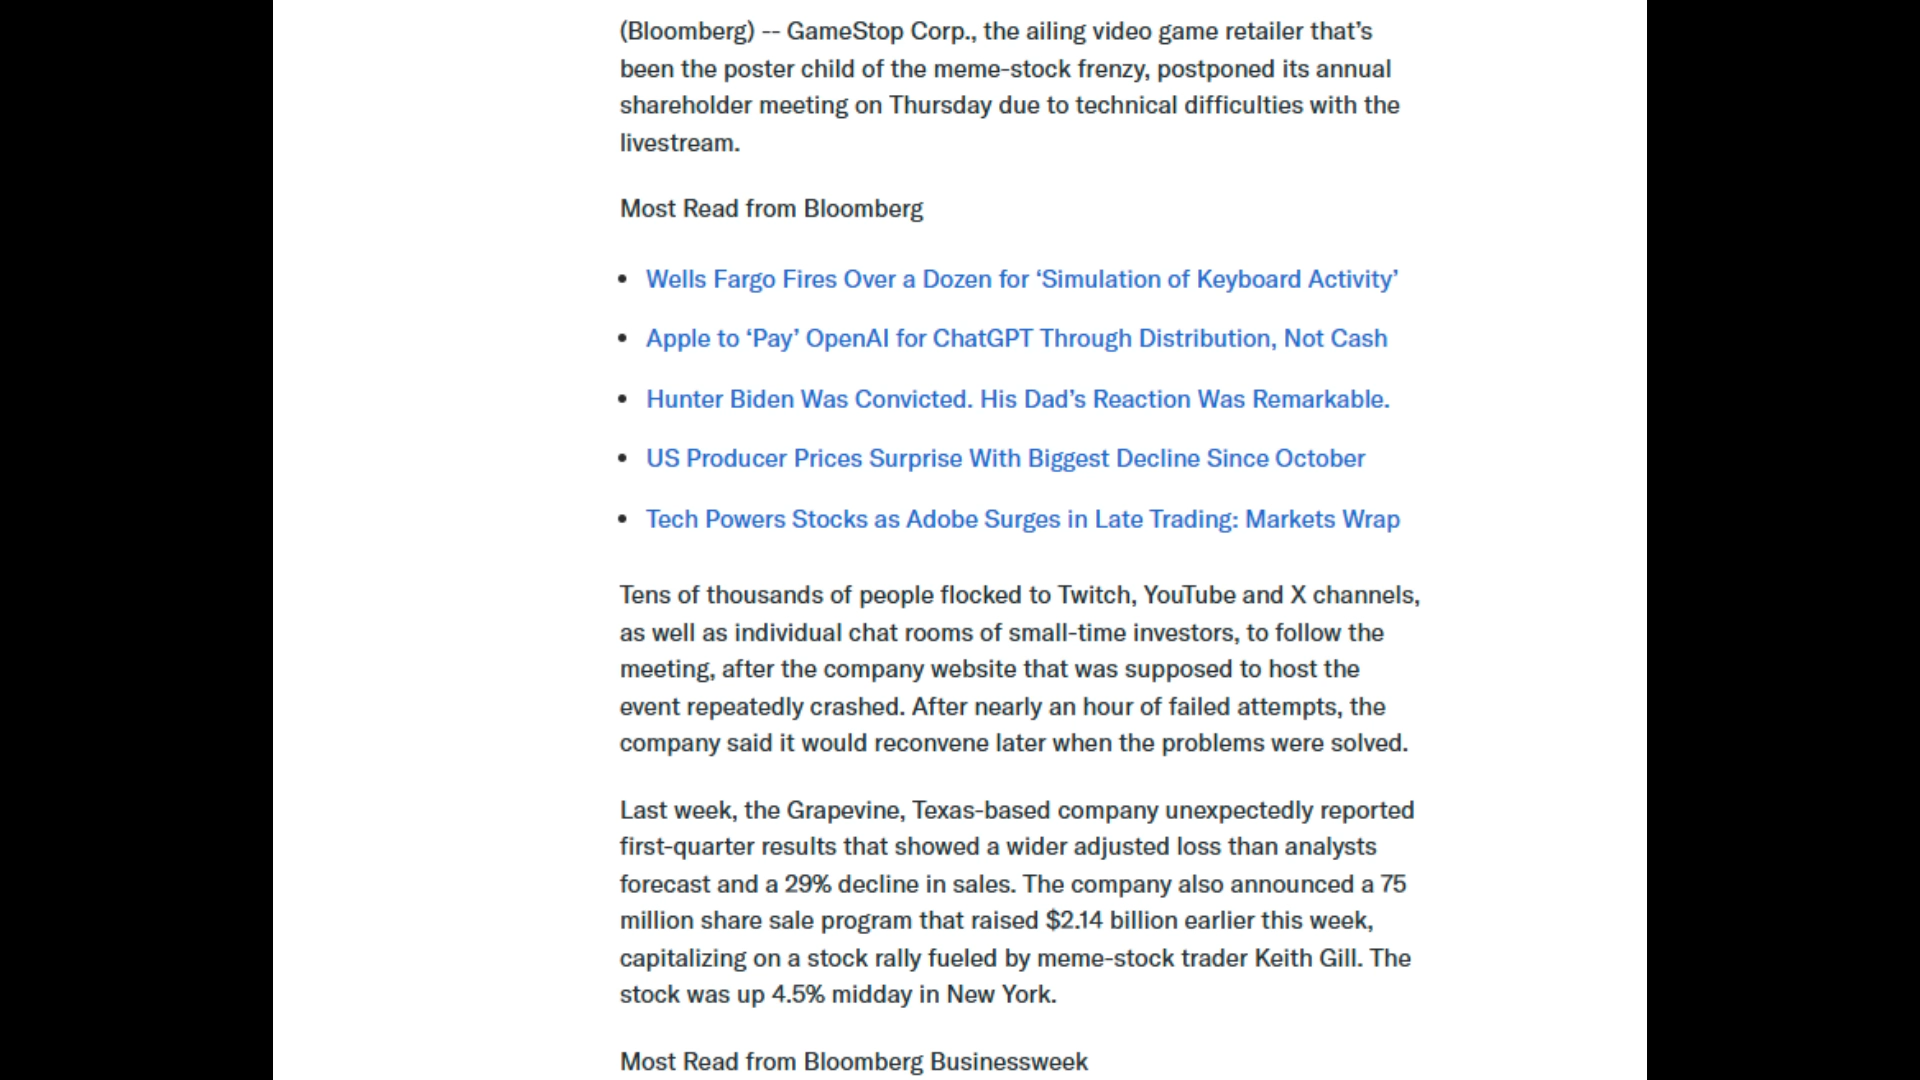 (Bloomberg) -- GameStop Corp., the ailing video game retailer that’s
been the poster child of the meme-stock frenzy, postponed its annual
shareholder meeting on Thursday due to technical difficulties with the
livestream.
Most Read from Bloomberg
• Wells Fargo Fires Over a Dozen for ‘Simulation of Keyboard Activity’
• Apple to ‘Pay’ OpenAI for ChatGPT Through Distribution, Not Cash
• Hunter Biden Was Convicted. His Dad’s Reaction Was Remarkable.
• US Producer Prices Surprise With Biggest Decline Since October
• Tech Powers Stocks as Adobe Surges in Late Trading: Markets Wrap
Tens of thousands of people flocked to Twitch, YouTube and X channels,
as well as individual chat rooms of small-time investors, to follow the
meeting, after the company website that was supposed to host the
event repeatedly crashed. After nearly an hour of failed attempts, the
company said it would reconvene later when the problems were solved.
Last week, the Grapevine, Texas-based company unexpectedly reported
first-quarter results that showed a wider adjusted loss than analysts
forecast and a 29% decline in sales. The company also announced a 75
million share sale program that raised $2.14 billion earlier this week,
capitalizing on a stock rally fueled by meme-stock trader Keith Gill. The
stock was up 4.5% midday in New York.
Most Read from Bloomberg Businessweek